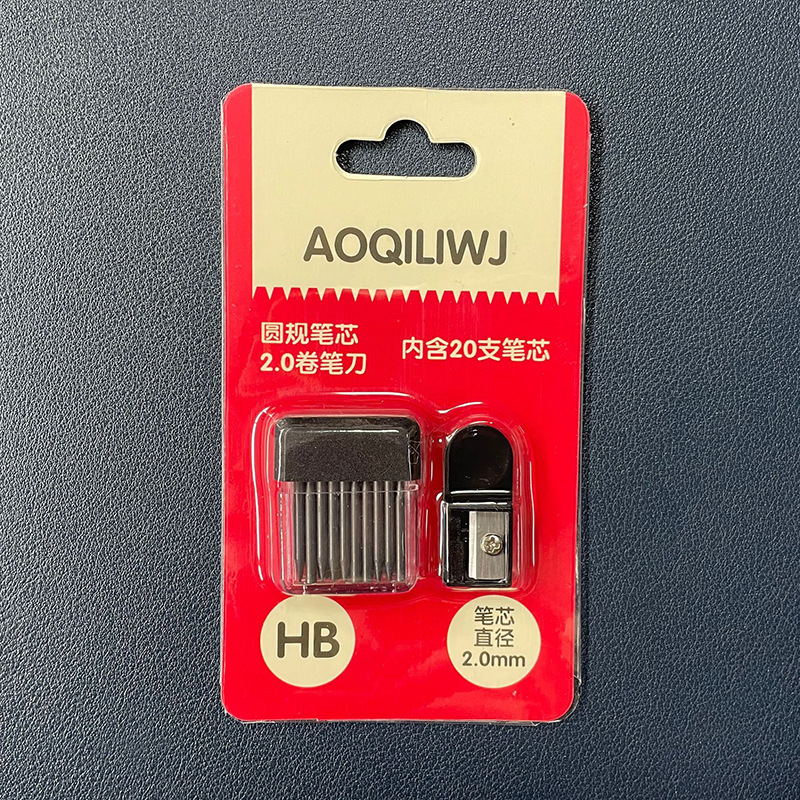 AOQILIWJ
圆规笔芯
2.0卷笔刀
内含20支笔芯
HB
笔芯
直径
2.0mm